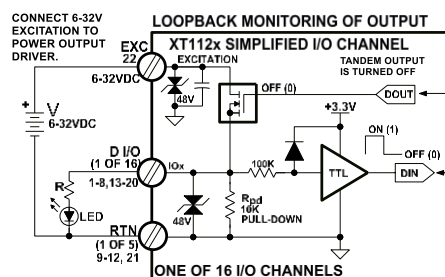 CONNECT 6-32V
EXCITATION TO
POWER OUTPUT
DRIVER.
LOOPBACK MONITORING OF OUTPUT
XT112x SIMPLIFIED I/O CHANNEL
EXC
22
6-32VDC
EXCITATION
48V
TANDEM OUTPUT
IS TURNED OFF
OFF (0)
DOUT
+3.3V
ON (1)
OFF (0)
+
V
6-32VDC
D I/O
(1 OF 16)
1-8,13-20
IOx
100K
TTL
DIN
R
LED
48V
Rpd
10K
PULL-DOWN
RTN
(1 OF 5)
9-12, 21
ONE OF 16 I/O CHANNELS